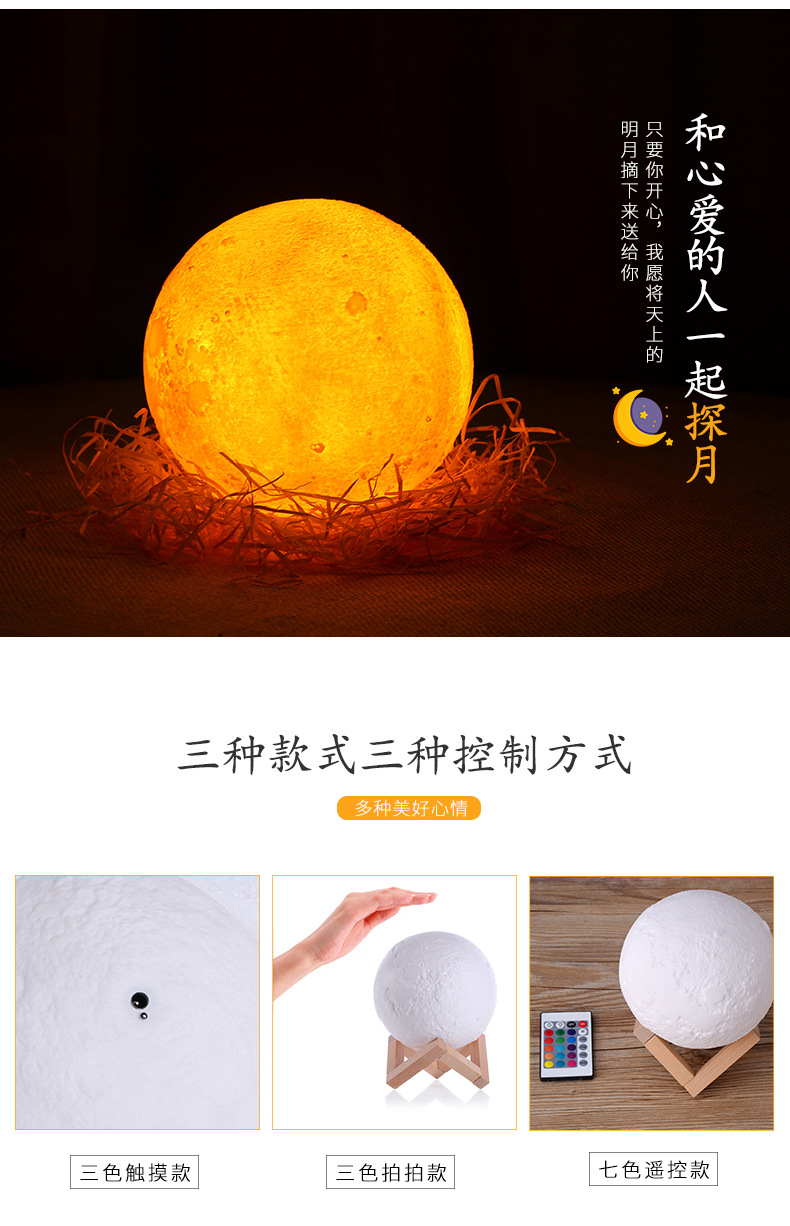 和心爱的人一起探月
只要你开心，我愿将天上的
明月摘下来送给你
三种款式三种控制方式
多种美好心情
三色触摸款
三色拍拍款
七色遥控款